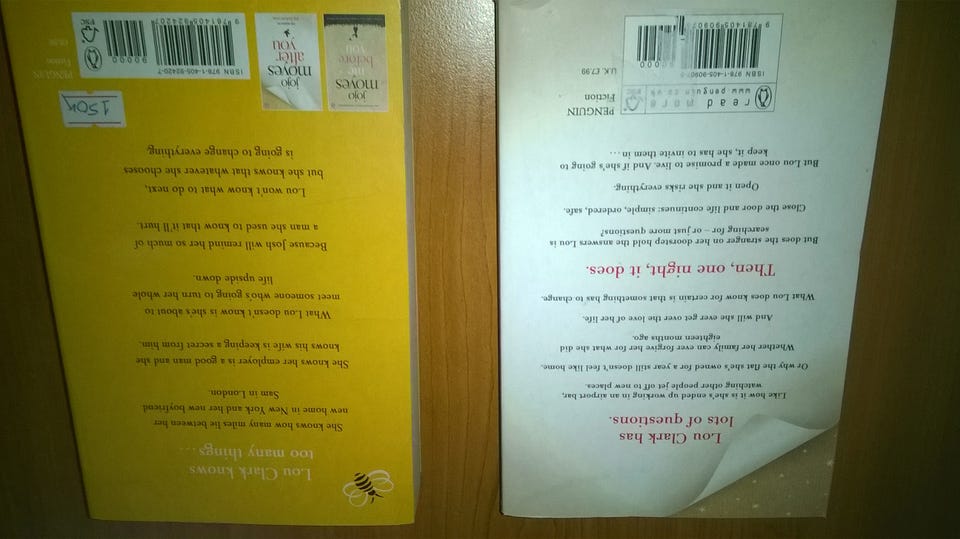 Lou Clark has
lots of questions.
Like how it is she's ended up working in an airport bar,
watching other people jet off to new places.
Or why the flat she's owned for a year still doesn't feel like home.
Whether her family can ever forgive her for what she did
eighteen months ago.
And will she ever get over the love of her life.
What Lou does know for certain is that something has to change.
Then, one night, it does.
But does the stranger on her doorstep hold the answers Lou is
searching for – or just more questions?
Close the door and life continues: simple, ordered, safe.
Open it and she risks everything.
But Lou once made a promise to live. And if she's going to
keep it, she has to invite them in . . .
PENGUIN
Fiction
U.K. £7.99
read more
www.penguin.co.uk
ISBN 978-1-405-90907-5
90000
Lou Clark knows
too many things . . .
She knows how many miles lie between her
new home in New York and her new boyfriend
Sam in London.
She knows her employer is a good man and she
knows his wife is keeping a secret from him.
What Lou doesn't know is she's about to
meet someone who's going to turn her whole
life upside down.
Because Josh will remind her so much of
a man she used to know that it'll hurt.
Lou won't know what to do next,
but she knows that whatever she chooses
is going to change everything.
jojo
moyes
me
before
you
jojo
moyes
after
you
ISBN 978-1-405-92420-7
90000
9781405924207
PENGUIN
Fiction